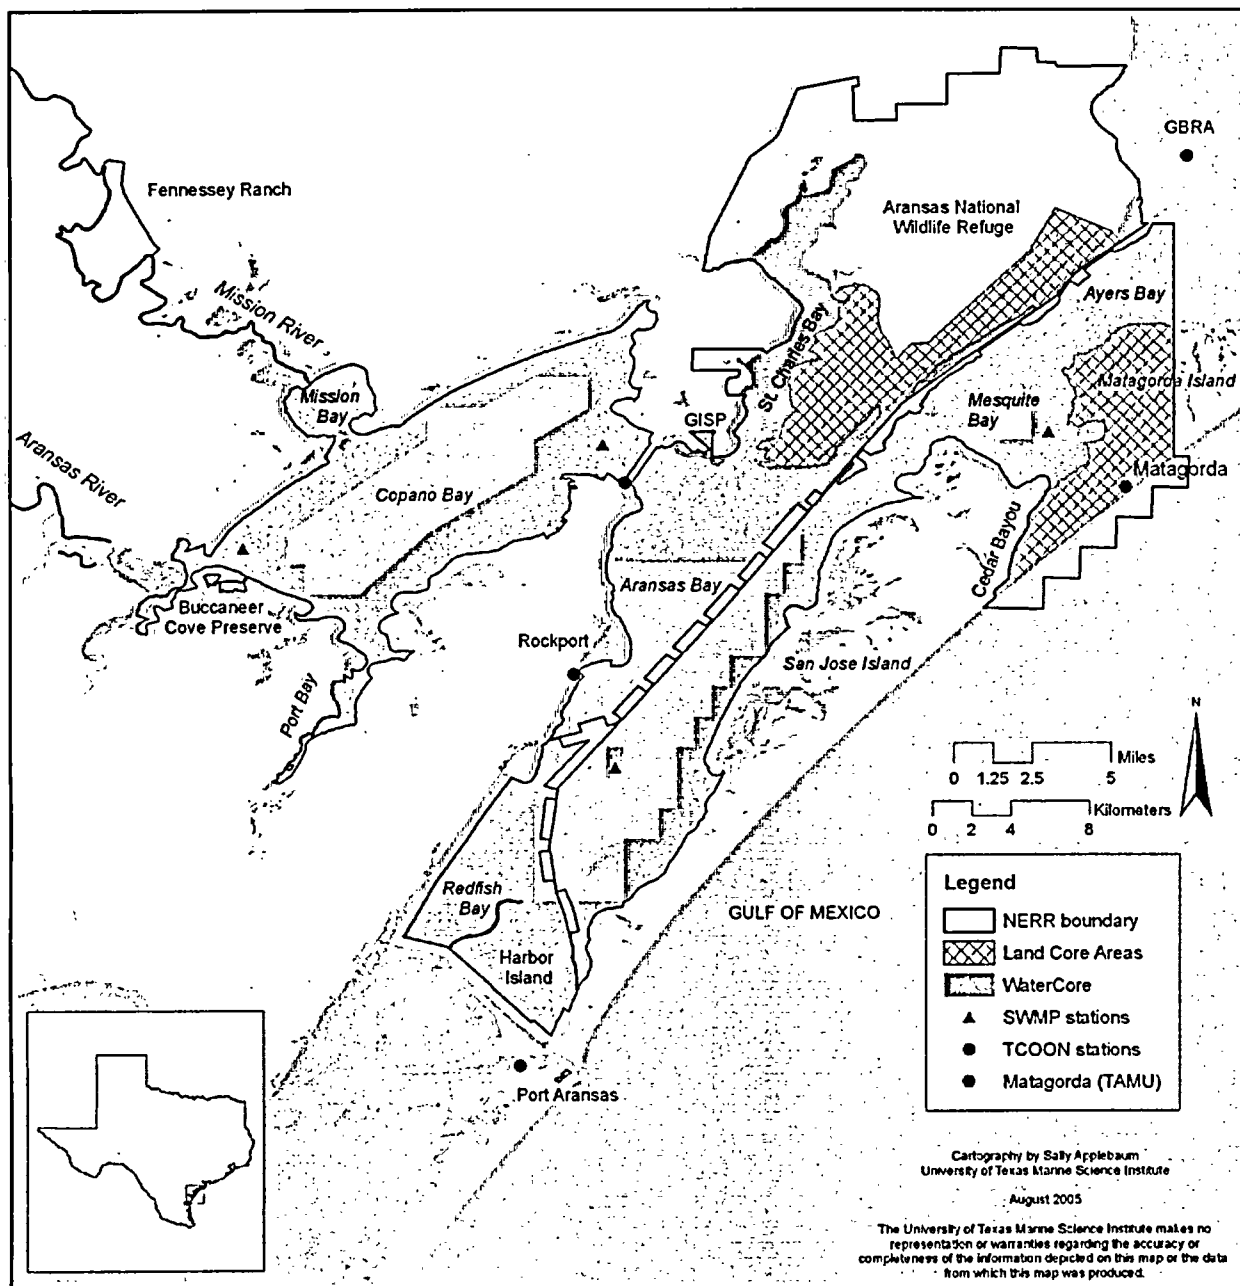 GBRA
Fennessey Ranch
Aransas National
Wildlife Refuge
Mission River
Ayers Bay
St. Charles Bay
Mission
Bay
Matagorda Island
Mesquite
Bay
GISP
Aransas River
Copano Bay
Matagorda
Cedar Bayou
Aransas Bay
Buccaneer
Cove Preserve
Rockport
San Jose Island
Port Bay
N
Miles
0 1.25 2.5 5
Kilometers
0 2 4 8
Redfish
Bay
GULF OF MEXICO
Harbor
Island
Legend
NERR boundary
Land Core Areas
WaterCore
SWMP stations
TCOON stations
Matagorda (TAMU)
Port Aransas
Cartography by Sally Applebaum
University of Texas Marine Science Institute
August 2005
The University of Texas Marine Science Institute makes no
representation or warranties regarding the accuracy or
completeness of the information depicted on this map or the data
from which this map was produced.